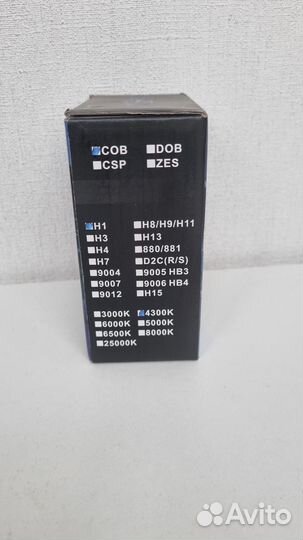 COB DOB
CSP ZES
H1 H8/H9/H11
H3 H13
H4 880/881
H7 D2C(R/S)
9004 9005 HB3
9007 9006 HB4
9012 H15
3000K 4300K
6000K 5000K
6500K 8000K
25000K
Avito